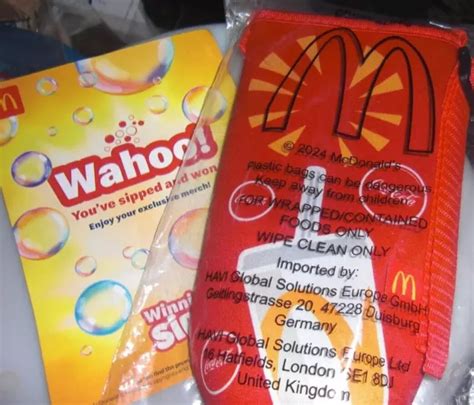 Wahoo!
You've sipped and won
Enjoy your exclusive merch!
Winni
SI
© 2024 McDonald's
Plastic bags can be dangerous
Keep away from children.
FOR WRAPPED/CONTAINED
FOODS ONLY
WIPE CLEAN ONLY
Imported by:
HAVI Global Solutions Europe GmbH
Geitlingstrasse 20, 47228 Duisburg
Germany
HAVI Global Solutions Europe Ltd
16 Hatfields, London SE1 8DJ
United Kingdom